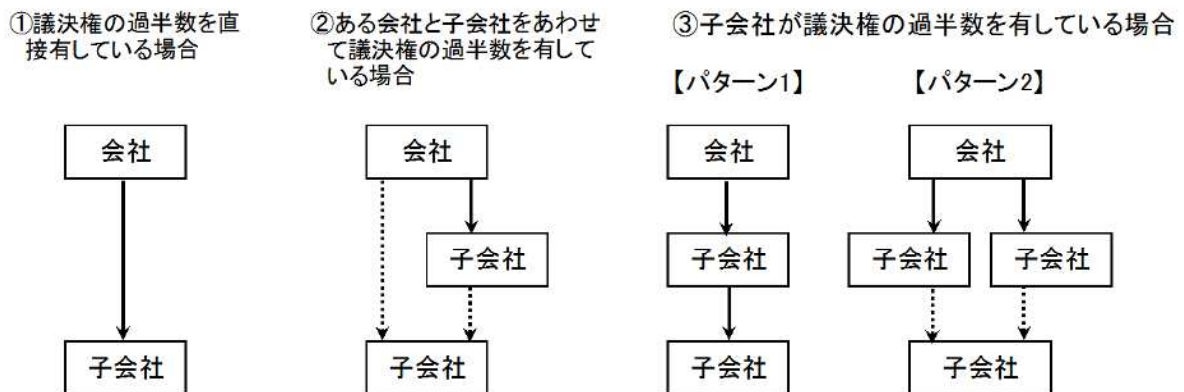 ①議決権の過半数を直
接有している場合
②ある会社と子会社をあわせ
て議決権の過半数を有して
いる場合
③子会社が議決権の過半数を有している場合
【パターン1】
【パターン2】
会社
子会社
会社
子会社
子会社
会社
子会社
子会社
会社
子会社
子会社
子会社